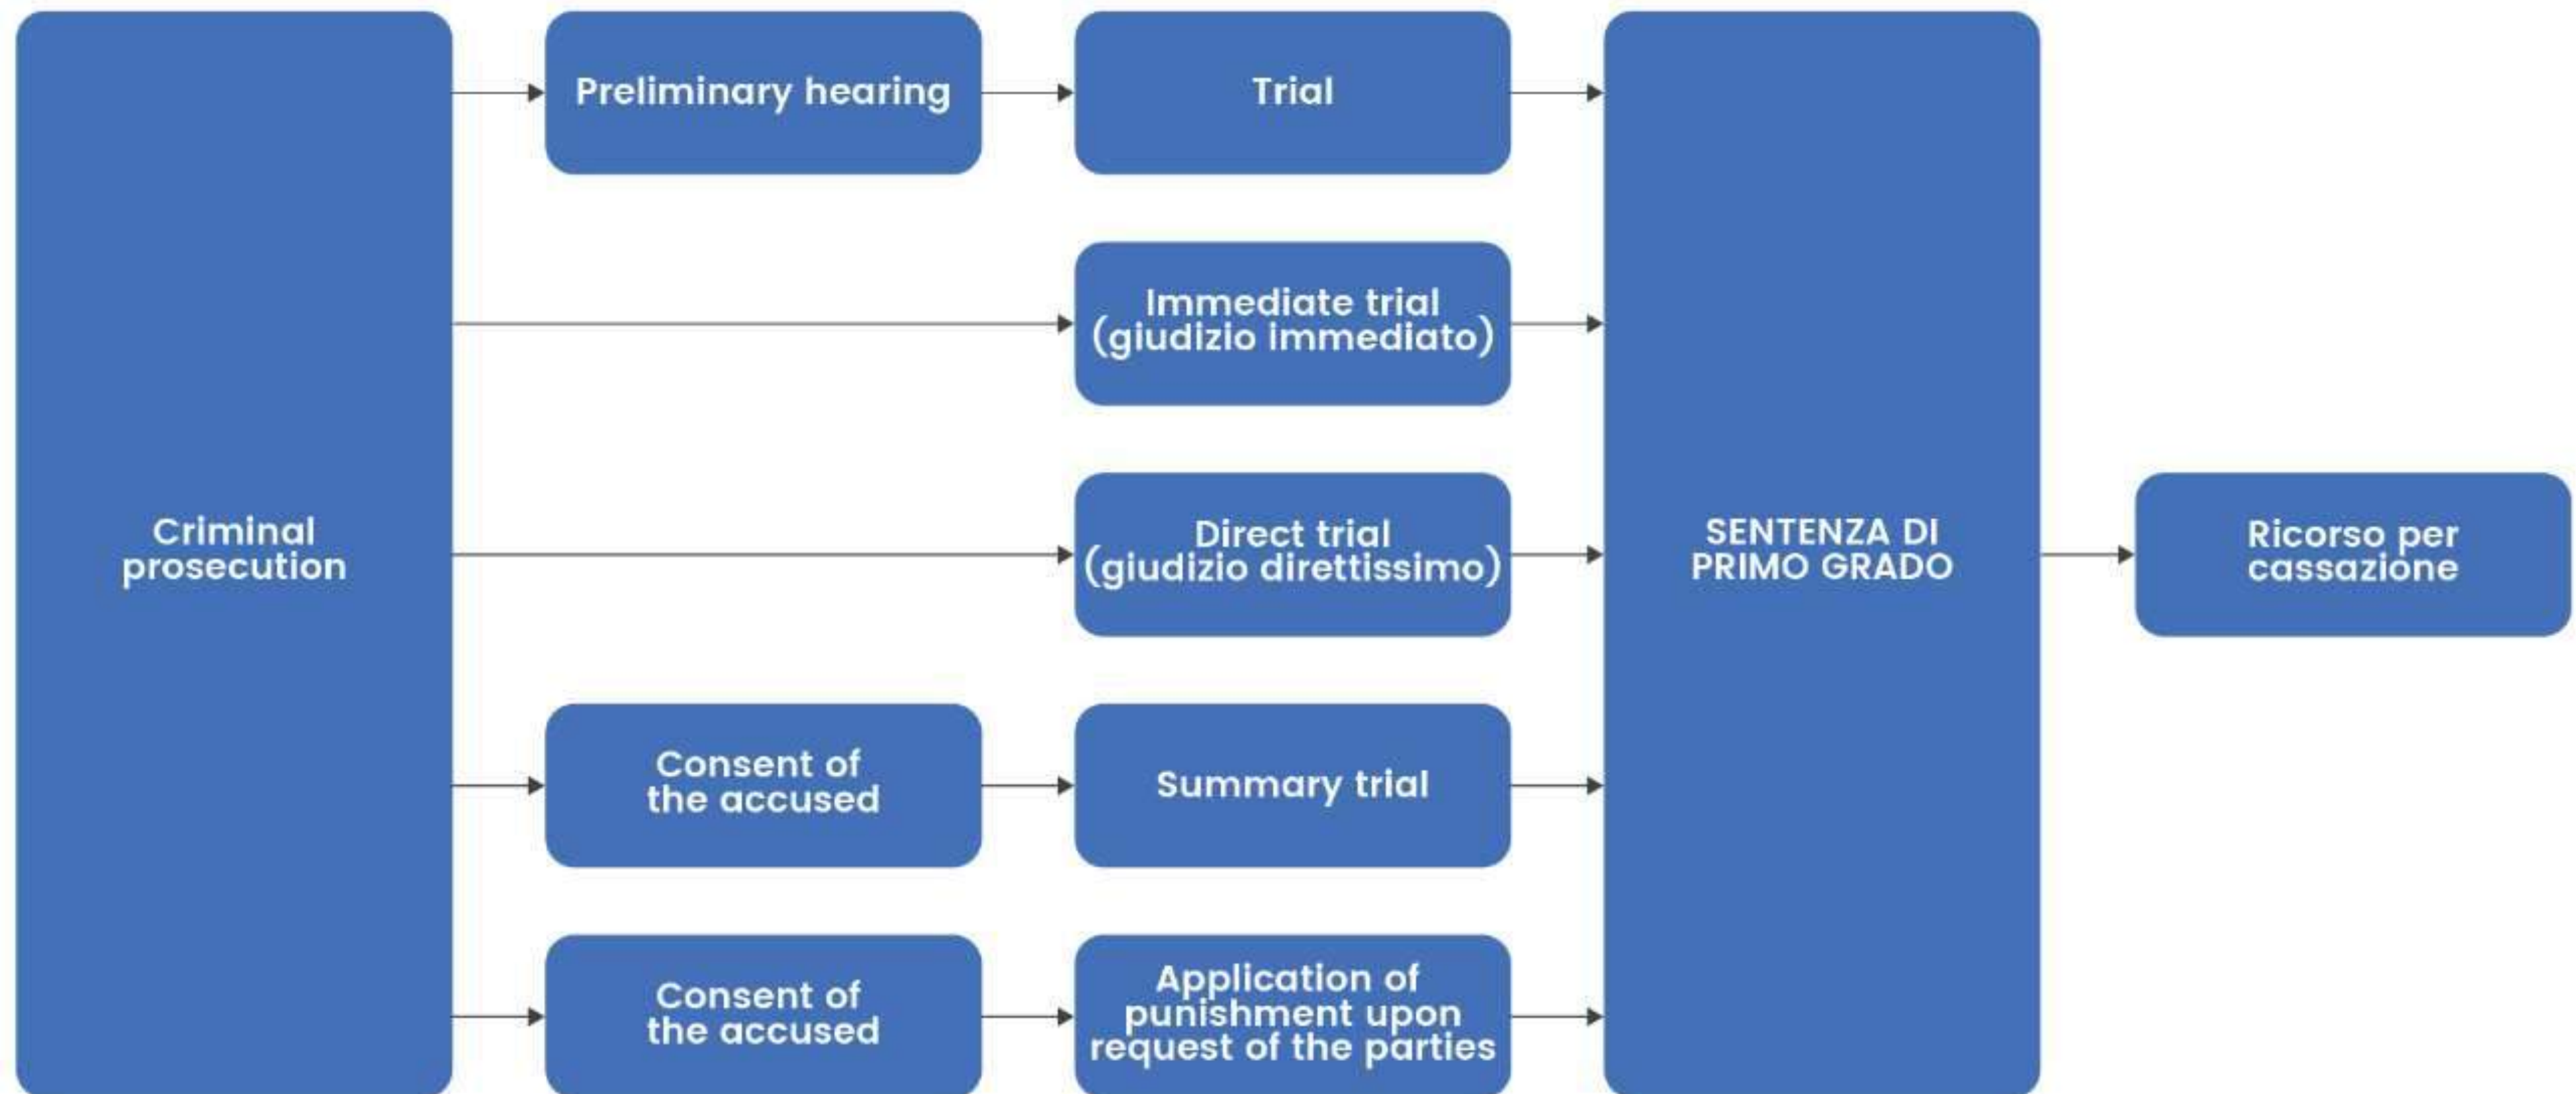 Preliminary hearing
Trial
Immediate trial
(giudizio immediato)
Criminal
prosecution
Direct trial
(giudizio direttissimo)
SENTENZA DI
PRIMO GRADO
Ricorso per
cassazione
Consent of
the accused
Summary trial
Consent of
the accused
Application of
punishment upon
request of the parties